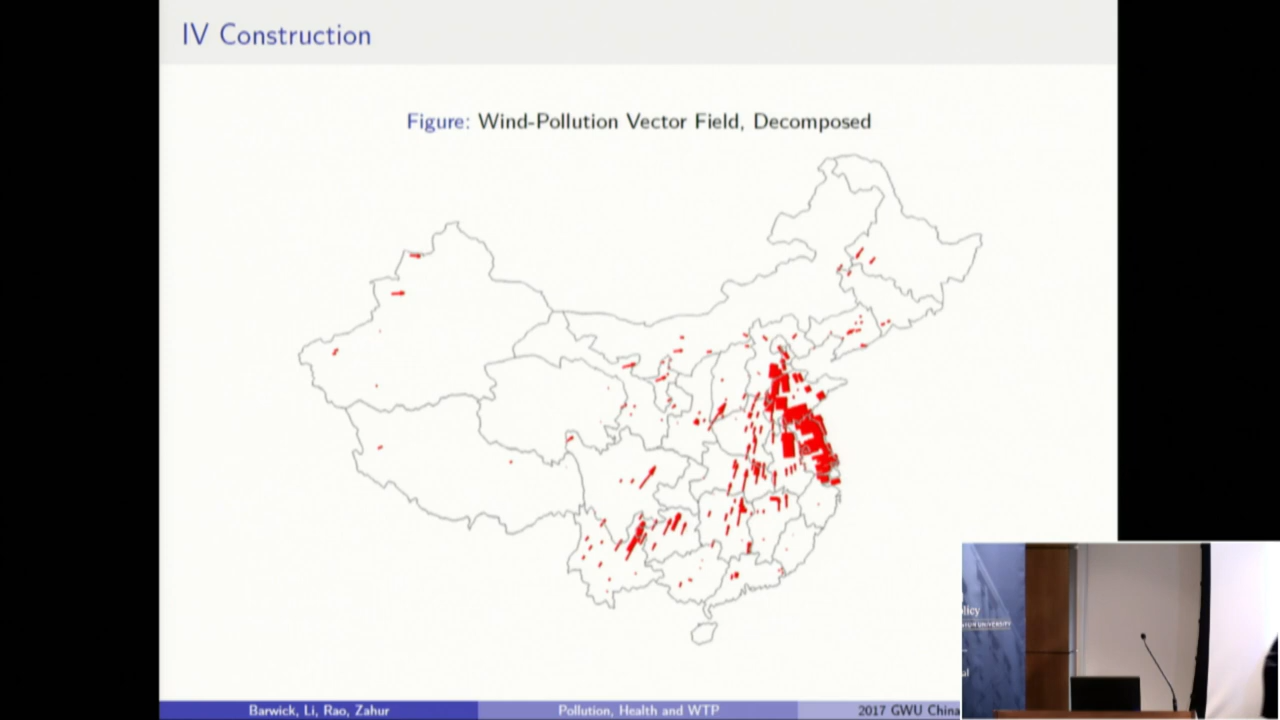 IV Construction
Figure: Wind-Pollution Vector Field, Decomposed
Barwick, Li, Rao, Zahur
Pollution, Health and WTP
2017 GWU China